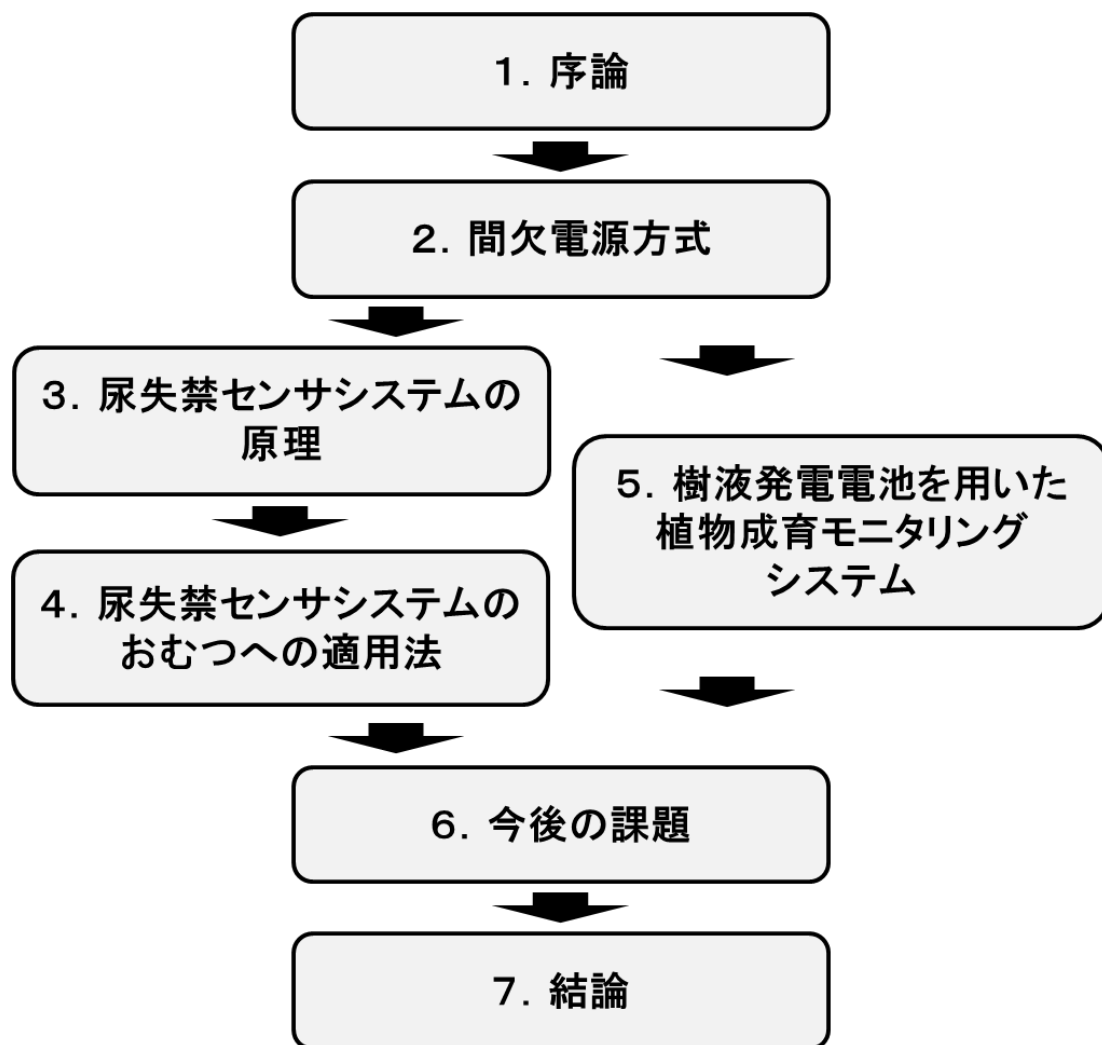 1．序論
2．間欠電源方式
3．尿失禁センサシステムの
原理
4．尿失禁センサシステムの
おむつへの適用法
5．樹液発電電池を用いた
植物成育モニタリング
システム
6．今後の課題
7．結論